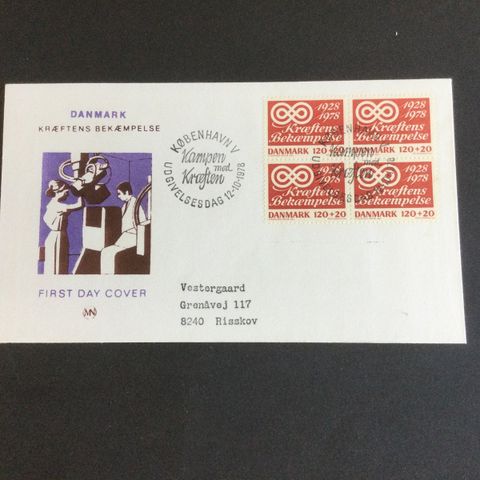 DANMARK
KRÆFTENS BEKÆMPELSE
FIRST DAY COVER
MN
KØBENHAVN V
Kampen
med
Kræften
UDGIVELSESDAG 12-10-1978
1928
1978
Kræftens
Bekæmpelse
DANMARK 120+20
1928
1978
Kræftens
Bekæmpelse
DANMARK 120+20
1928
1978
Kræftens
Bekæmpelse
DANMARK 120+20
1928
1978
Kræftens
Bekæmpelse
DANMARK 120+20
Vestergaard
Grenåvej 117
8240 Risskov